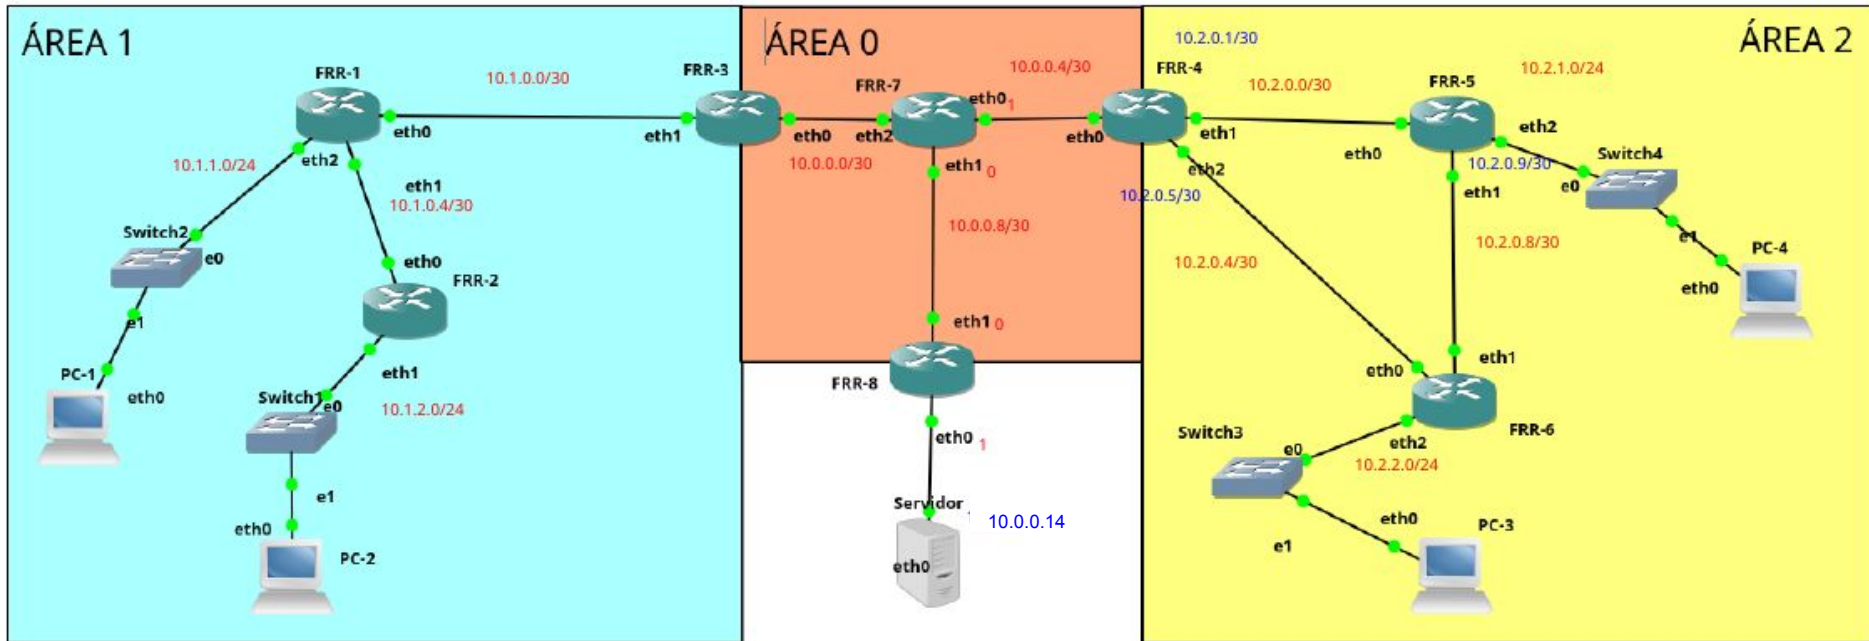 ÁREA 1
FRR-1
10.1.0.0/30
FRR-3
eth0
eth1
eth0
eth2
10.1.1.0/24
eth1
10.1.0.4/30
Switch2
e0
eth0
FRR-2
e1
PC-1
eth0
eth1
Switch1
e0
10.1.2.0/24
e1
eth0
PC-2
ÁREA 0
FRR-7
10.0.0.4/30
eth0
1
eth2
eth0
10.0.0.0/30
eth1
0
10.0.0.8/30
eth1
0
FRR-8
eth0
1
Servidor
10.0.0.14
eth0
ÁREA 2
10.2.0.1/30
FRR-4
10.2.0.0/30
FRR-5
10.2.1.0/24
eth1
eth0
eth2
eth2
10.2.0.9/30
Switch4
e0
10.2.0.5/30
eth1
10.2.0.4/30
10.2.0.8/30
e1
PC-4
eth0
eth0
eth1
Switch3
e0
eth2
FRR-6
10.2.2.0/24
eth0
PC-3
e1